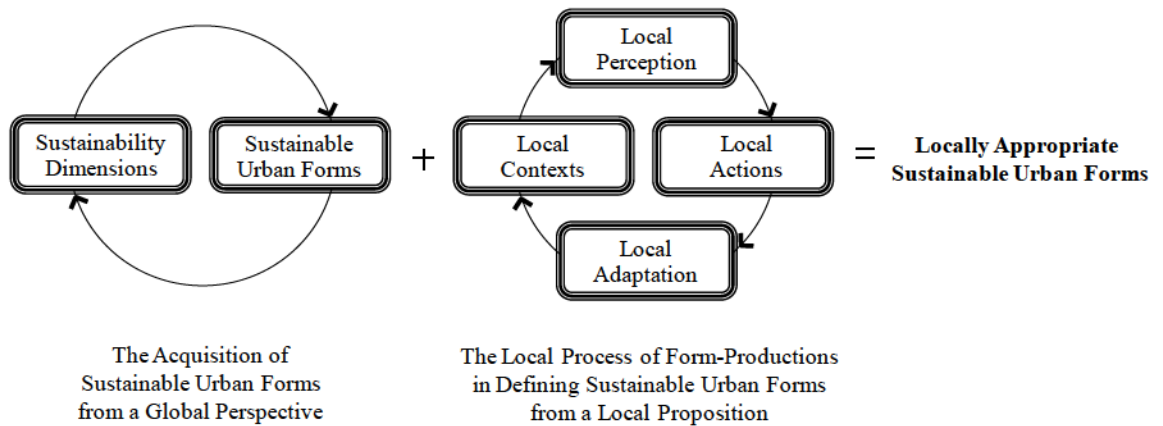 Sustainability
Dimensions
Sustainable
Urban Forms
+
Local
Perception
Local
Contexts
Local
Actions
Local
Adaptation
=
Locally Appropriate
Sustainable Urban Forms
The Acquisition of
Sustainable Urban Forms
from a Global Perspective
The Local Process of Form-Productions
in Defining Sustainable Urban Forms
from a Local Proposition